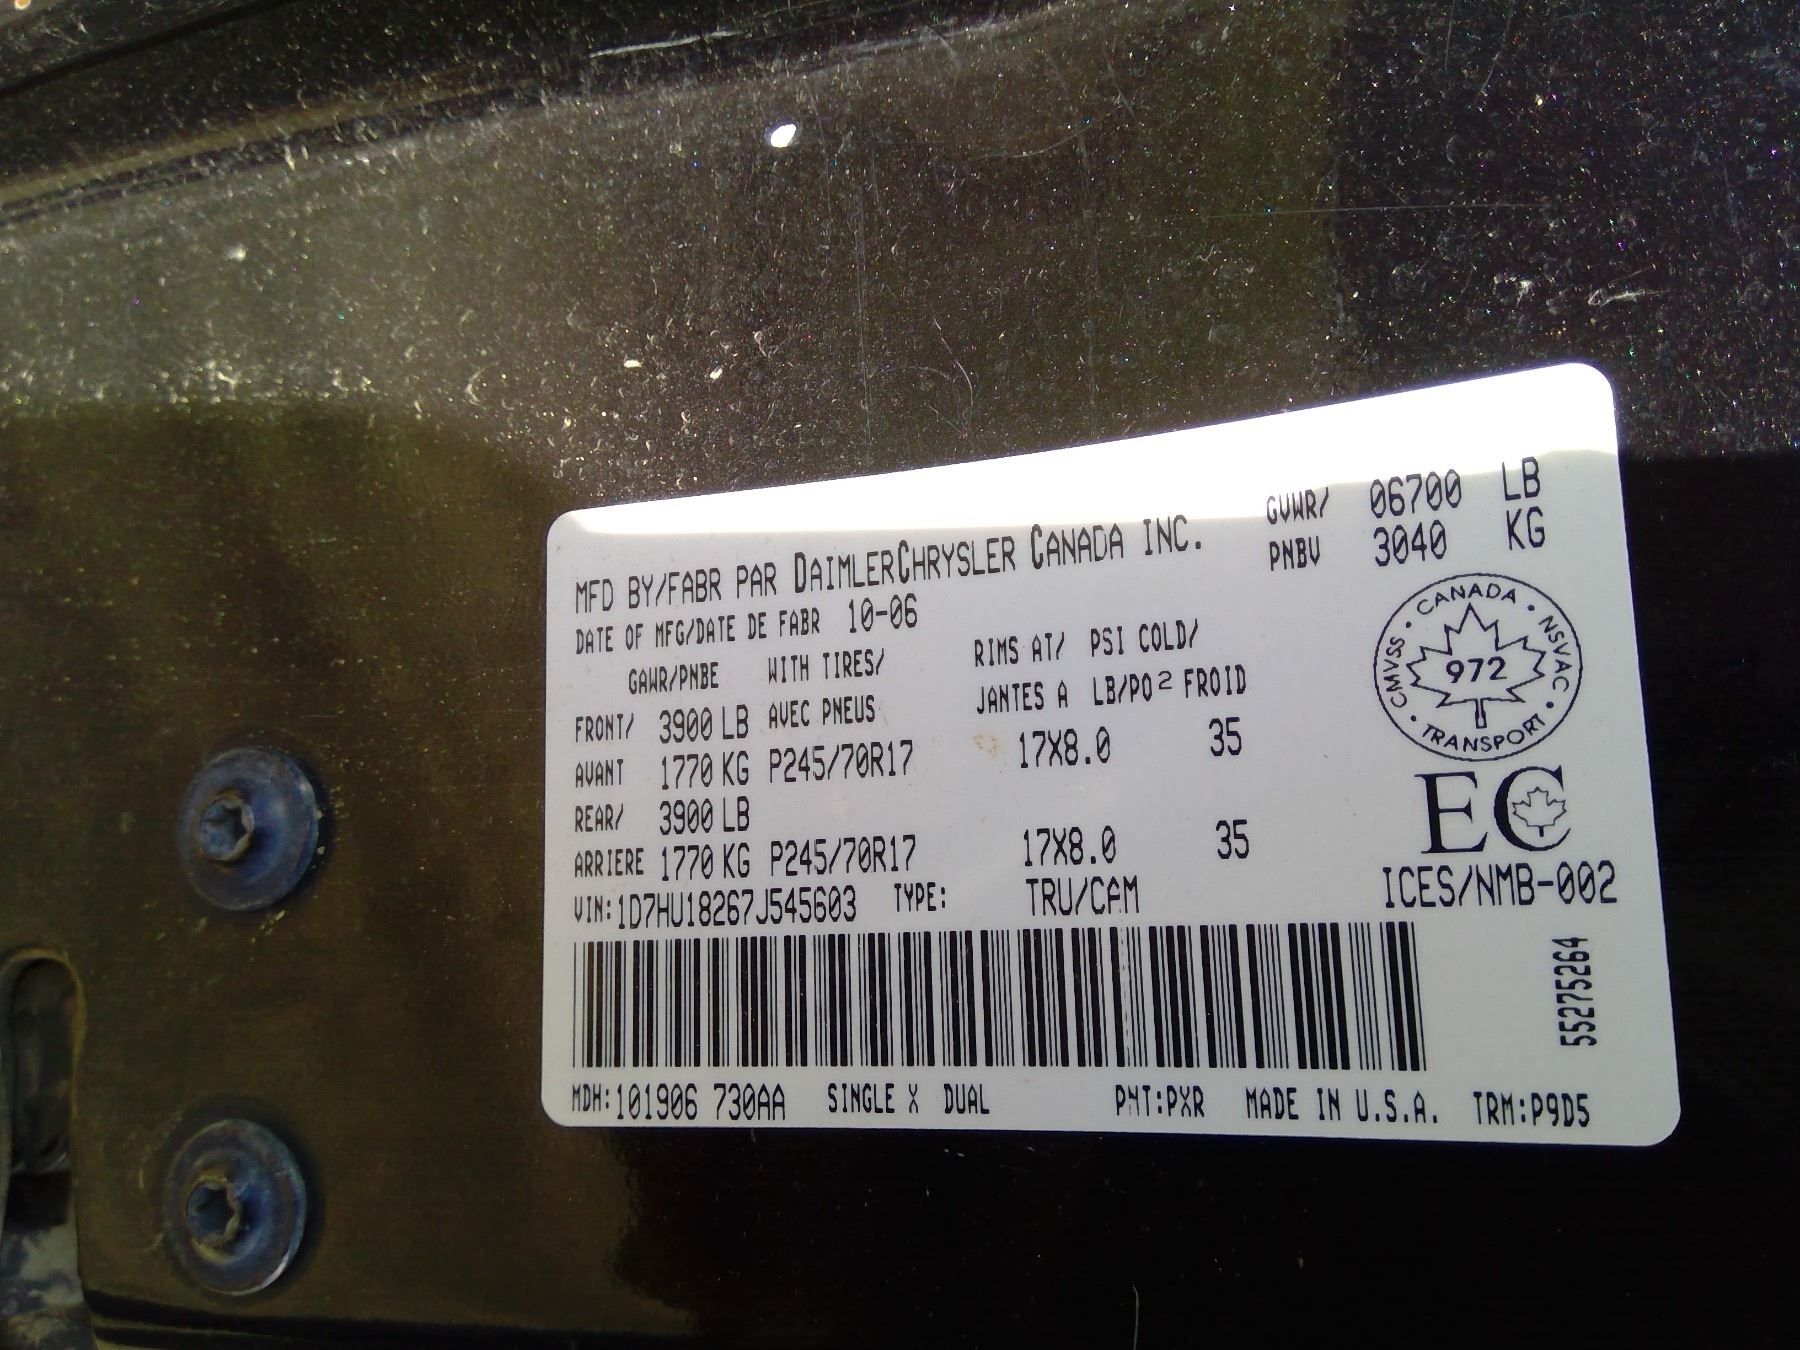 MFD BY/FABR PAR DAIMLERCHRYSLER CANADA INC.
GVWR/ 06700 LB
PNBV 3040 KG
DATE OF MFG/DATE DE FABR 10-06
GAWR/PNBE WITH TIRES/ RIMS AT/ PSI COLD/
AVEC PNEUS JANTES A LB/PO² FROID
FRONT/ 3900 LB
AVANT 1770 KG P245/70R17 17X8.0 35
REAR/ 3900 LB
ARRIERE 1770 KG P245/70R17 17X8.0 35
VIN:1D7HU18267J545603 TYPE: TRU/CAM
CANADA • NSVAC • TRANSPORT • CMVSS •
972
EC
ICES/NMB-002
55275264
MDH:101906 730AA SINGLE X DUAL PNT:PXR MADE IN U.S.A. TRM:P9D5